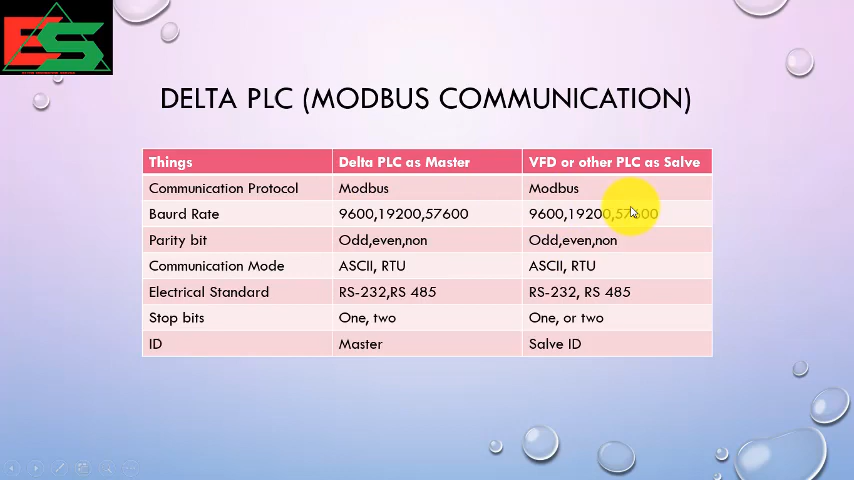 ES
DELTA PLC (MODBUS COMMUNICATION)
Things Delta PLC as Master VFD or other PLC as Salve
Communication Protocol Modbus Modbus
Baurd Rate 9600,19200,57600 9600,19200,57600
Parity bit Odd,even,non Odd,even,non
Communication Mode ASCII, RTU ASCII, RTU
Electrical Standard RS-232,RS 485 RS-232, RS 485
Stop bits One, two One, or two
ID Master Salve ID